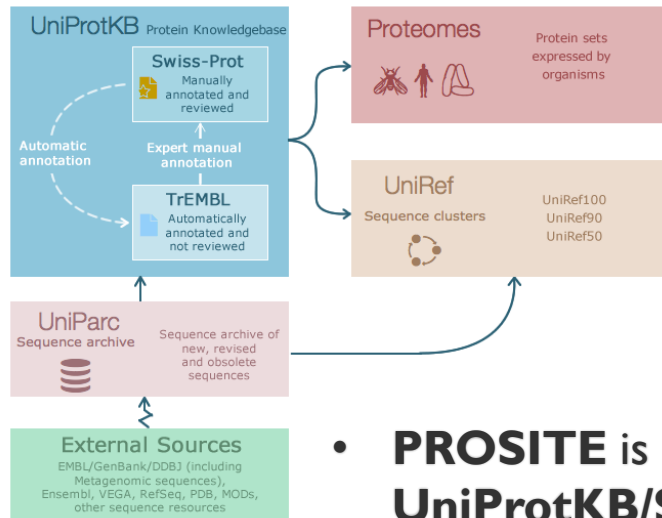 UniProtKB Protein Knowledgebase
Swiss-Prot
Manually
annotated and
reviewed
Automatic
annotation
Expert manual
annotation
TrEMBL
Automatically
annotated and
not reviewed
Proteomes
Protein sets
expressed by
organisms
UniRef
Sequence clusters
UniRef100
UniRef90
UniRef50
UniParc
Sequence archive
Sequence archive of
new, revised
and obsolete
sequences
External Sources
EMBL/GenBank/DDBJ (including
Metagenomic sequences),
Ensembl, VEGA, RefSeq, PDB, MODs,
other sequence resources
• PROSITE is
UniProtKB/S